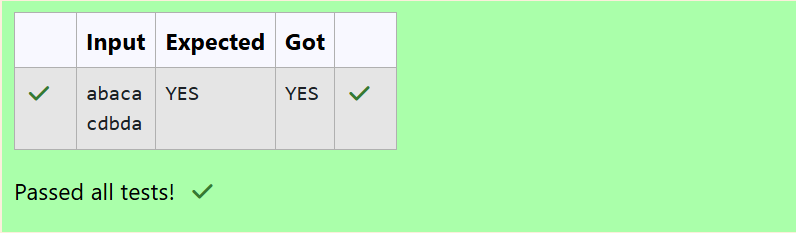 Input Expected Got
abaca YES YES
cdbda
Passed all tests!